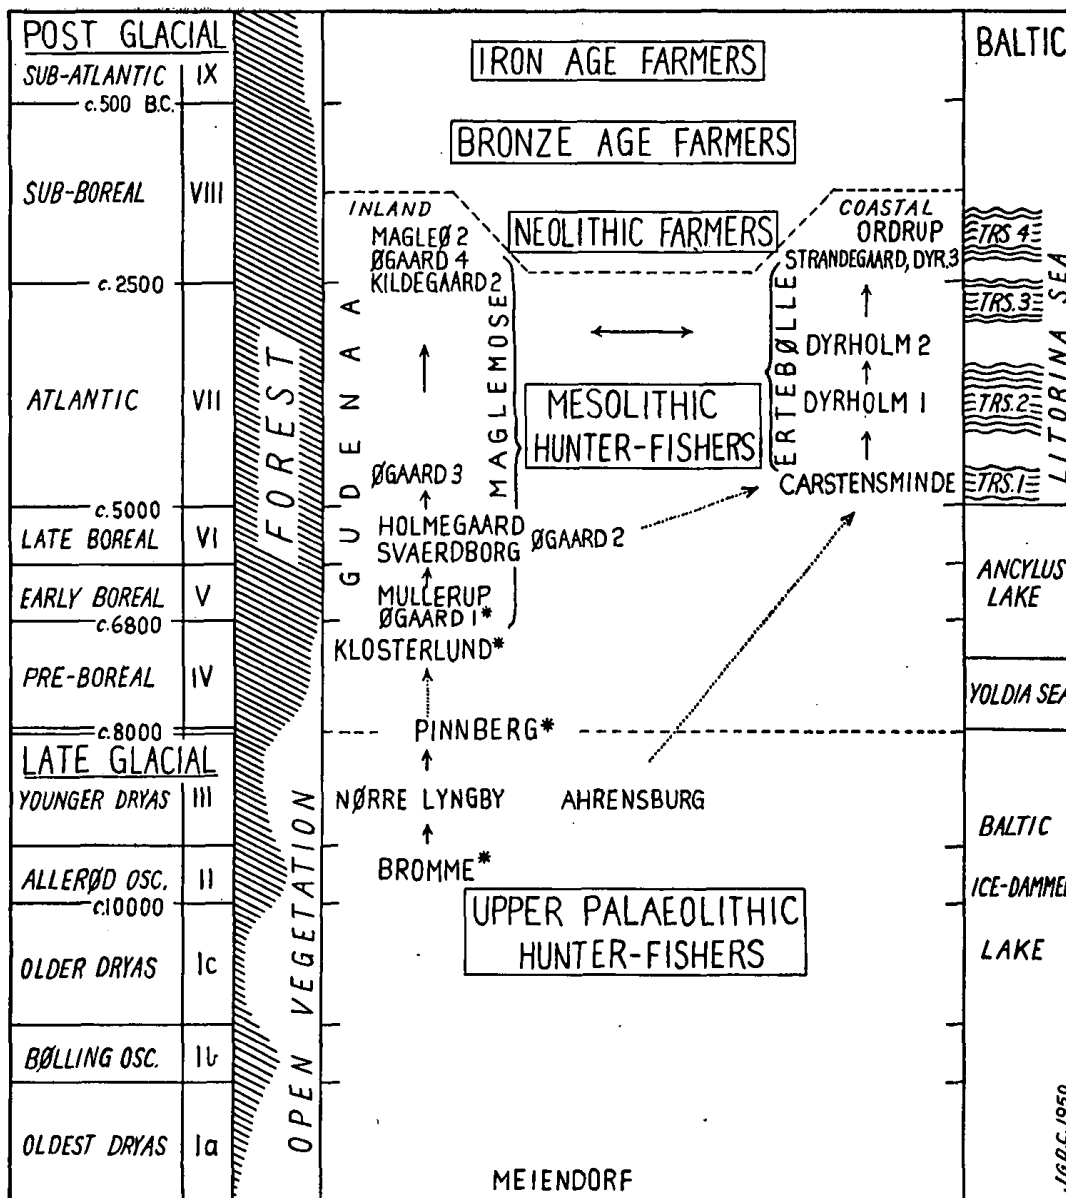 POST GLACIAL
SUB-ATLANTIC IX
c.500 B.C.
SUB-BOREAL VIII
c.2500
ATLANTIC VII
c.5000
LATE BOREAL VI
EARLY BOREAL V
c.6800
PRE-BOREAL IV
c.8000
LATE GLACIAL
YOUNGER DRYAS III
ALLERØD OSC. II
c.10000
OLDER DRYAS Ic
BØLLING OSC. Ib
OLDEST DRYAS Ia
FOREST
OPEN VEGETATION
IRON AGE FARMERS
BRONZE AGE FARMERS
NEOLITHIC FARMERS
INLAND
MAGLEØ 2
ØGAARD 4
KILDEGAARD 2
GUDENAA
MAGLEMOSE
ØGAARD 3
HOLMEGAARD
SVAERDBORG
ØGAARD 2
MULLERUP
ØGAARD 1*
KLOSTERLUND*
PINNBERG*
NØRRE LYNGBY
AHRENSBURG
BROMME*
MESOLITHIC
HUNTER-FISHERS
UPPER PALAEOLITHIC
HUNTER-FISHERS
MEIENDORF
COASTAL
ORDRUP
STRANDEGAARD, DYR.3
ERTEBØLLE
DYRHOLM 2
DYRHOLM 1
CARSTENSMINDE
BALTIC
TRS 4
TRS.3
TRS.2
TRS.1
LITORINA SEA
ANCYLUS
LAKE
YOLDIA SEA
BALTIC
ICE-DAMMED
LAKE
J.G.D.C. 1950